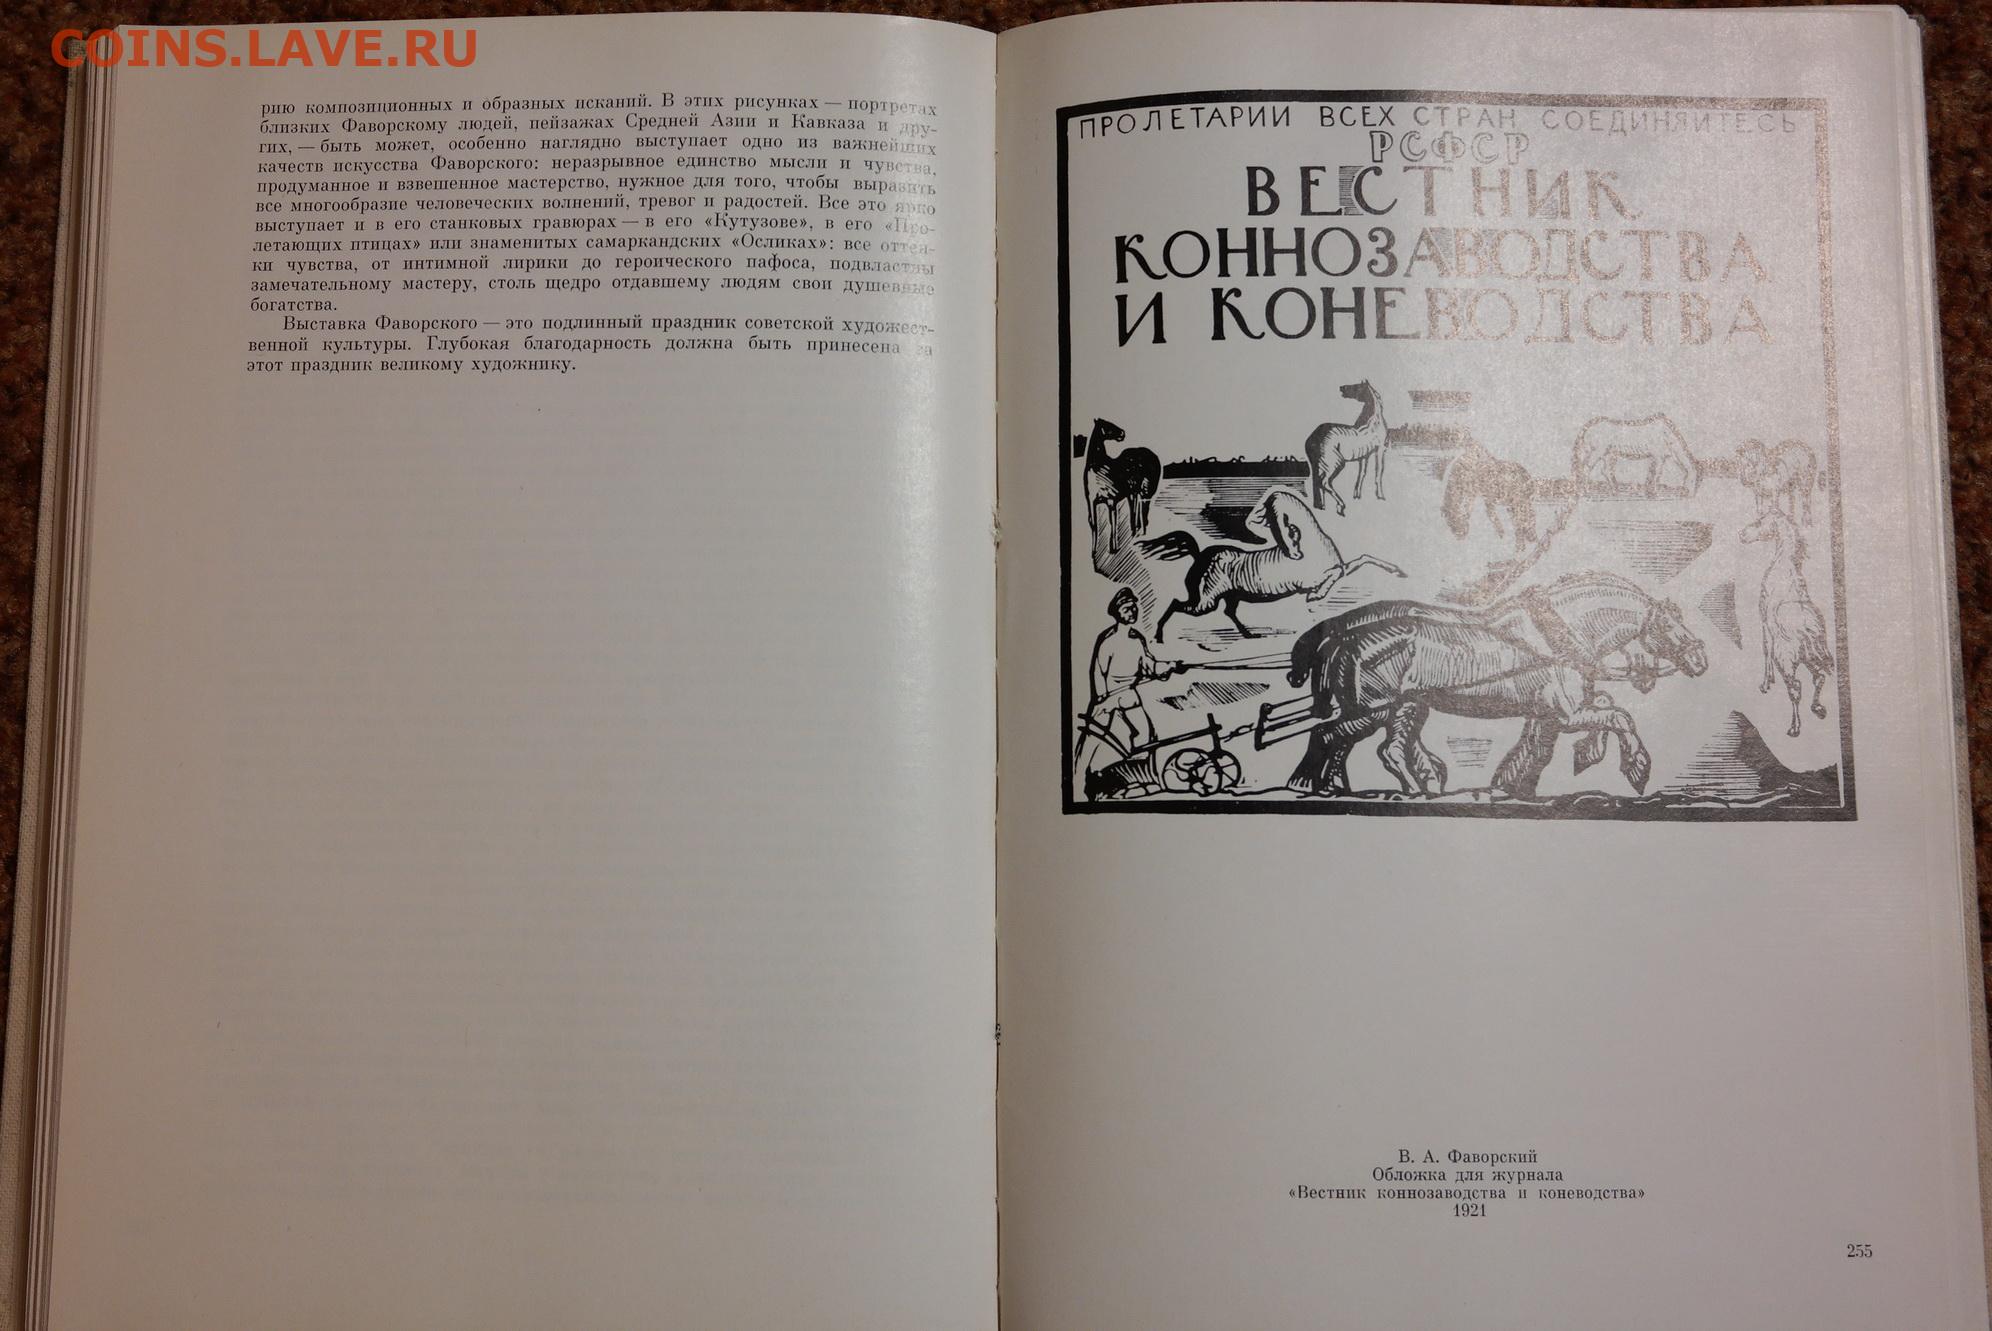 COINS.LAVE.RU
рию композиционных и образных исканий. В этих рисунках — портретах
близких Фаворскому людей, пейзажах Средней Азии и Кавказа и дру-
гих, — быть может, особенно наглядно выступает одно из важнейших
качеств искусства Фаворского: неразрывное единство мысли и чувства,
продуманное и взвешенное мастерство, нужное для того, чтобы выразить
все многообразие человеческих волнений, тревог и радостей. Все это ярко
выступает и в его станковых гравюрах — в его «Кутузове», в его «Про-
летающих птицах» или знаменитых самаркандских «Осликах»: все оттен-
ки чувства, от интимной лирики до героического пафоса, подвластны
замечательному мастеру, столь щедро отдавшему людям свои душевные
богатства.
Выставка Фаворского — это подлинный праздник советской художест-
венной культуры. Глубокая благодарность должна быть принесена за
этот праздник великому художнику.
ПРОЛЕТАРИИ ВСЕХ СТРАН СОЕДИНЯЙТЕСЬ
РСФСР
ВЕСТНИК
КОННОЗАВОДСТВА
И КОНЕВОДСТВА
В. А. Фаворский
Обложка для журнала
«Вестник коннозаводства и коневодства»
1921
255